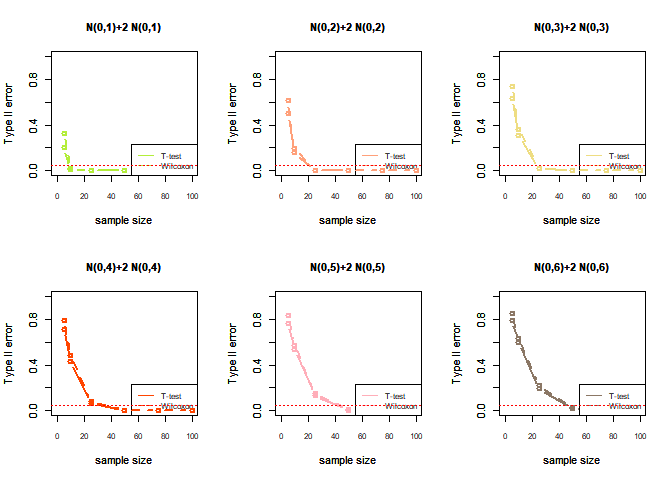 N(0,1)+2 N(0,1)
Type II error
0.0 0.4 0.8
T-test
Wilcoxon
0 20 40 60 80 100
sample size
N(0,2)+2 N(0,2)
Type II error
0.0 0.4 0.8
T-test
Wilcoxon
0 20 40 60 80 100
sample size
N(0,3)+2 N(0,3)
Type II error
0.0 0.4 0.8
T-test
Wilcoxon
0 20 40 60 80 100
sample size
N(0,4)+2 N(0,4)
Type II error
0.0 0.4 0.8
T-test
Wilcoxon
0 20 40 60 80 100
sample size
N(0,5)+2 N(0,5)
Type II error
0.0 0.4 0.8
T-test
Wilcoxon
0 20 40 60 80 100
sample size
N(0,6)+2 N(0,6)
Type II error
0.0 0.4 0.8
T-test
Wilcoxon
0 20 40 60 80 100
sample size